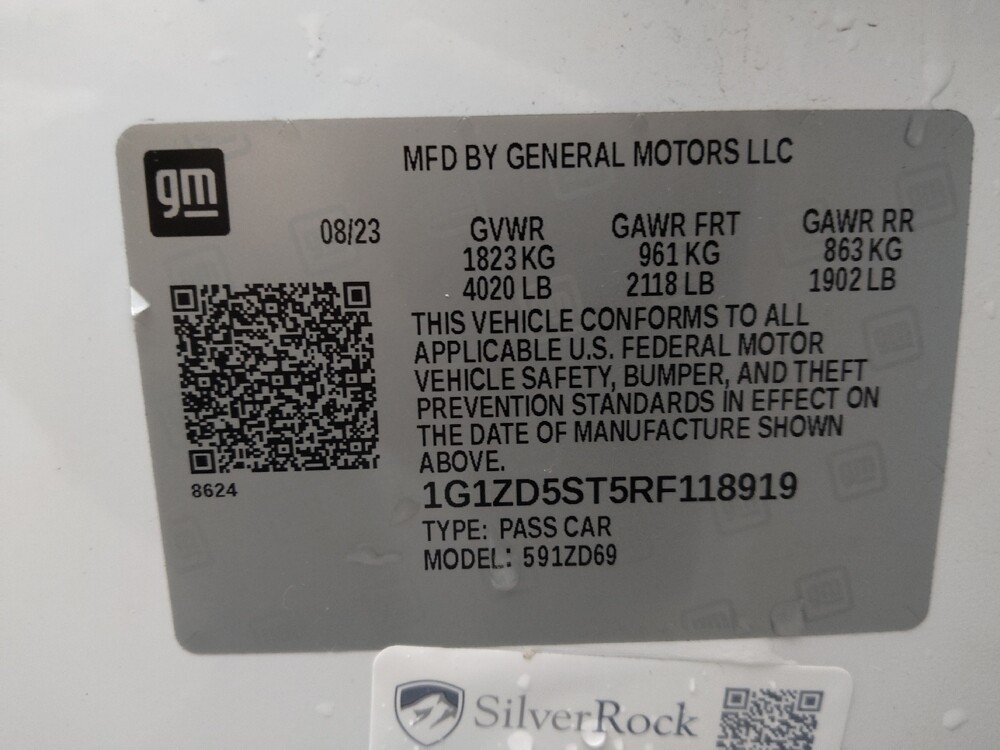 gm
MFD BY GENERAL MOTORS LLC
08/23 GVWR GAWR FRT GAWR RR
1823 KG 961 KG 863 KG
4020 LB 2118 LB 1902 LB
THIS VEHICLE CONFORMS TO ALL
APPLICABLE U.S. FEDERAL MOTOR
VEHICLE SAFETY, BUMPER, AND THEFT
PREVENTION STANDARDS IN EFFECT ON
THE DATE OF MANUFACTURE SHOWN
ABOVE.
8624
1G1ZD5ST5RF118919
TYPE: PASS CAR
MODEL: 591ZD69
SilverRock